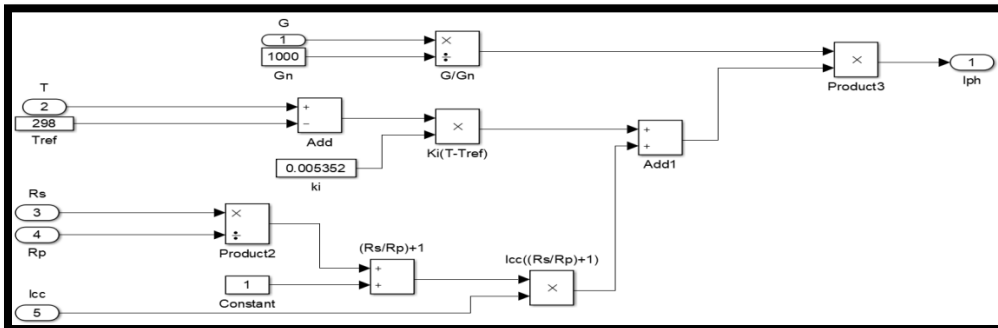 G
1
×
÷
1000
Gn
G/Gn
×
Product3
1
Iph
T
2
298
Tref
+
−
Add
×
Ki(T-Tref)
0.005352
ki
+
+
Add1
Rs
3
4
Rp
×
÷
Product2
(Rs/Rp)+1
+
+
1
Constant
Icc((Rs/Rp)+1)
×
Icc
5